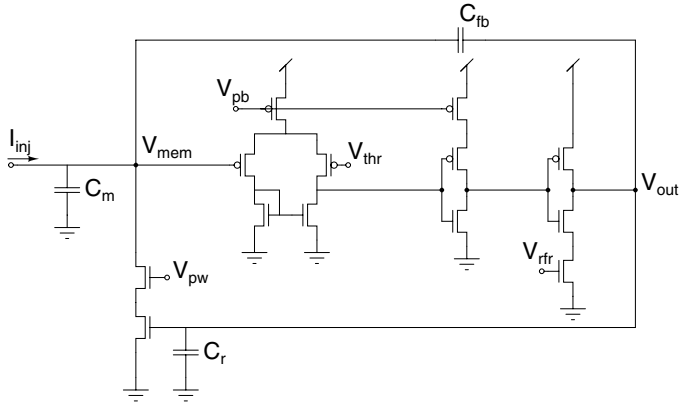 C_fb
V_pb
I_inj
V_mem
V_thr
C_m
V_out
V_rfr
V_pw
C_r